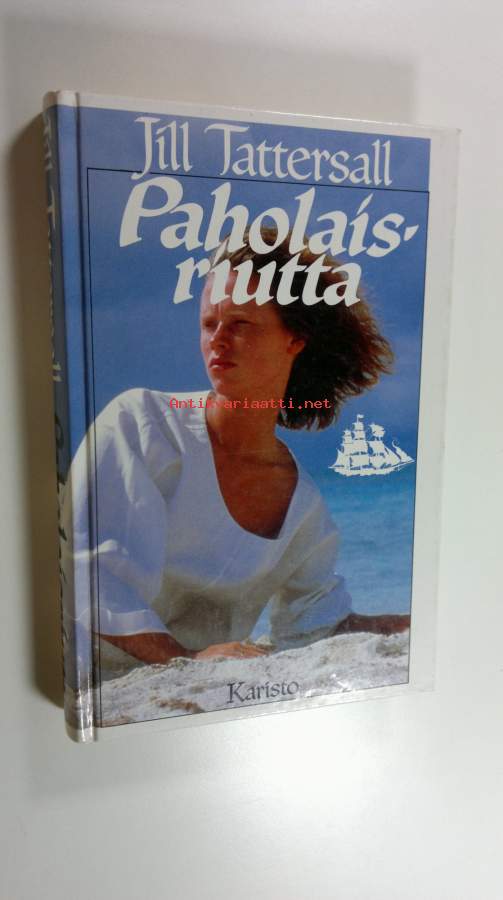 Jill Tattersall
Paholais-
riutta
Antikvariaatti.net
Karisto